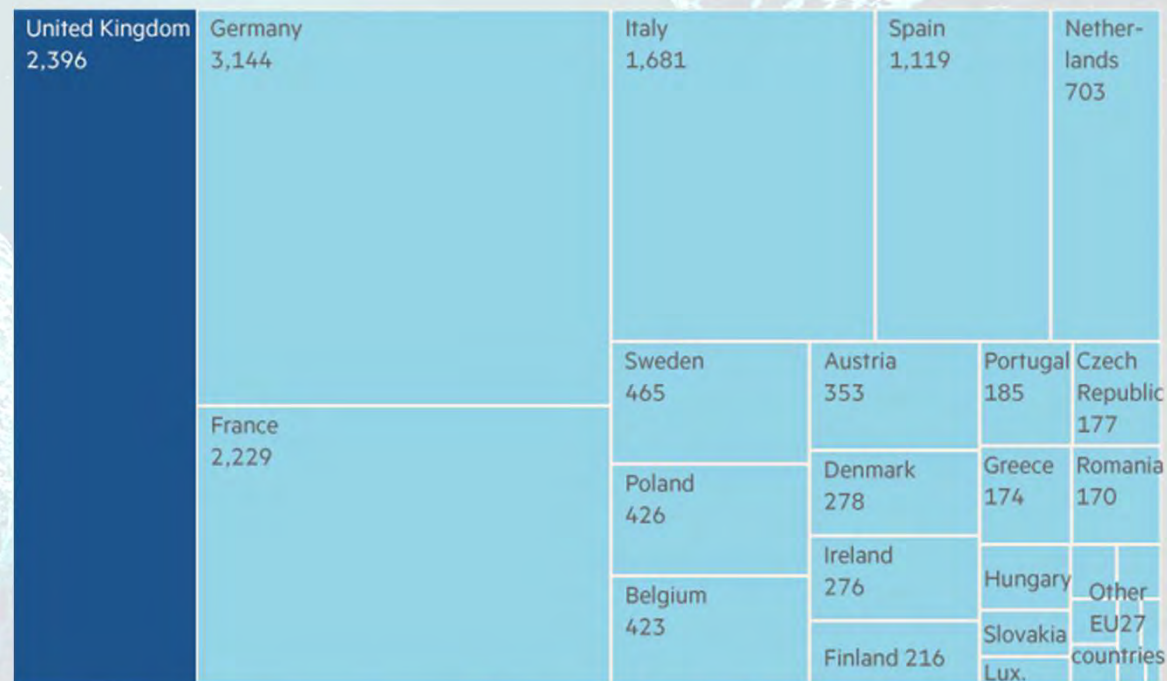 United Kingdom
2,396
Germany
3,144
France
2,229
Italy
1,681
Spain
1,119
Nether-
lands
703
Sweden
465
Poland
426
Belgium
423
Austria
353
Denmark
278
Ireland
276
Finland 216
Portugal
185
Czech
Republic
177
Greece
174
Romania
170
Hungary
Slovakia
Lux.
Other
EU27
countries